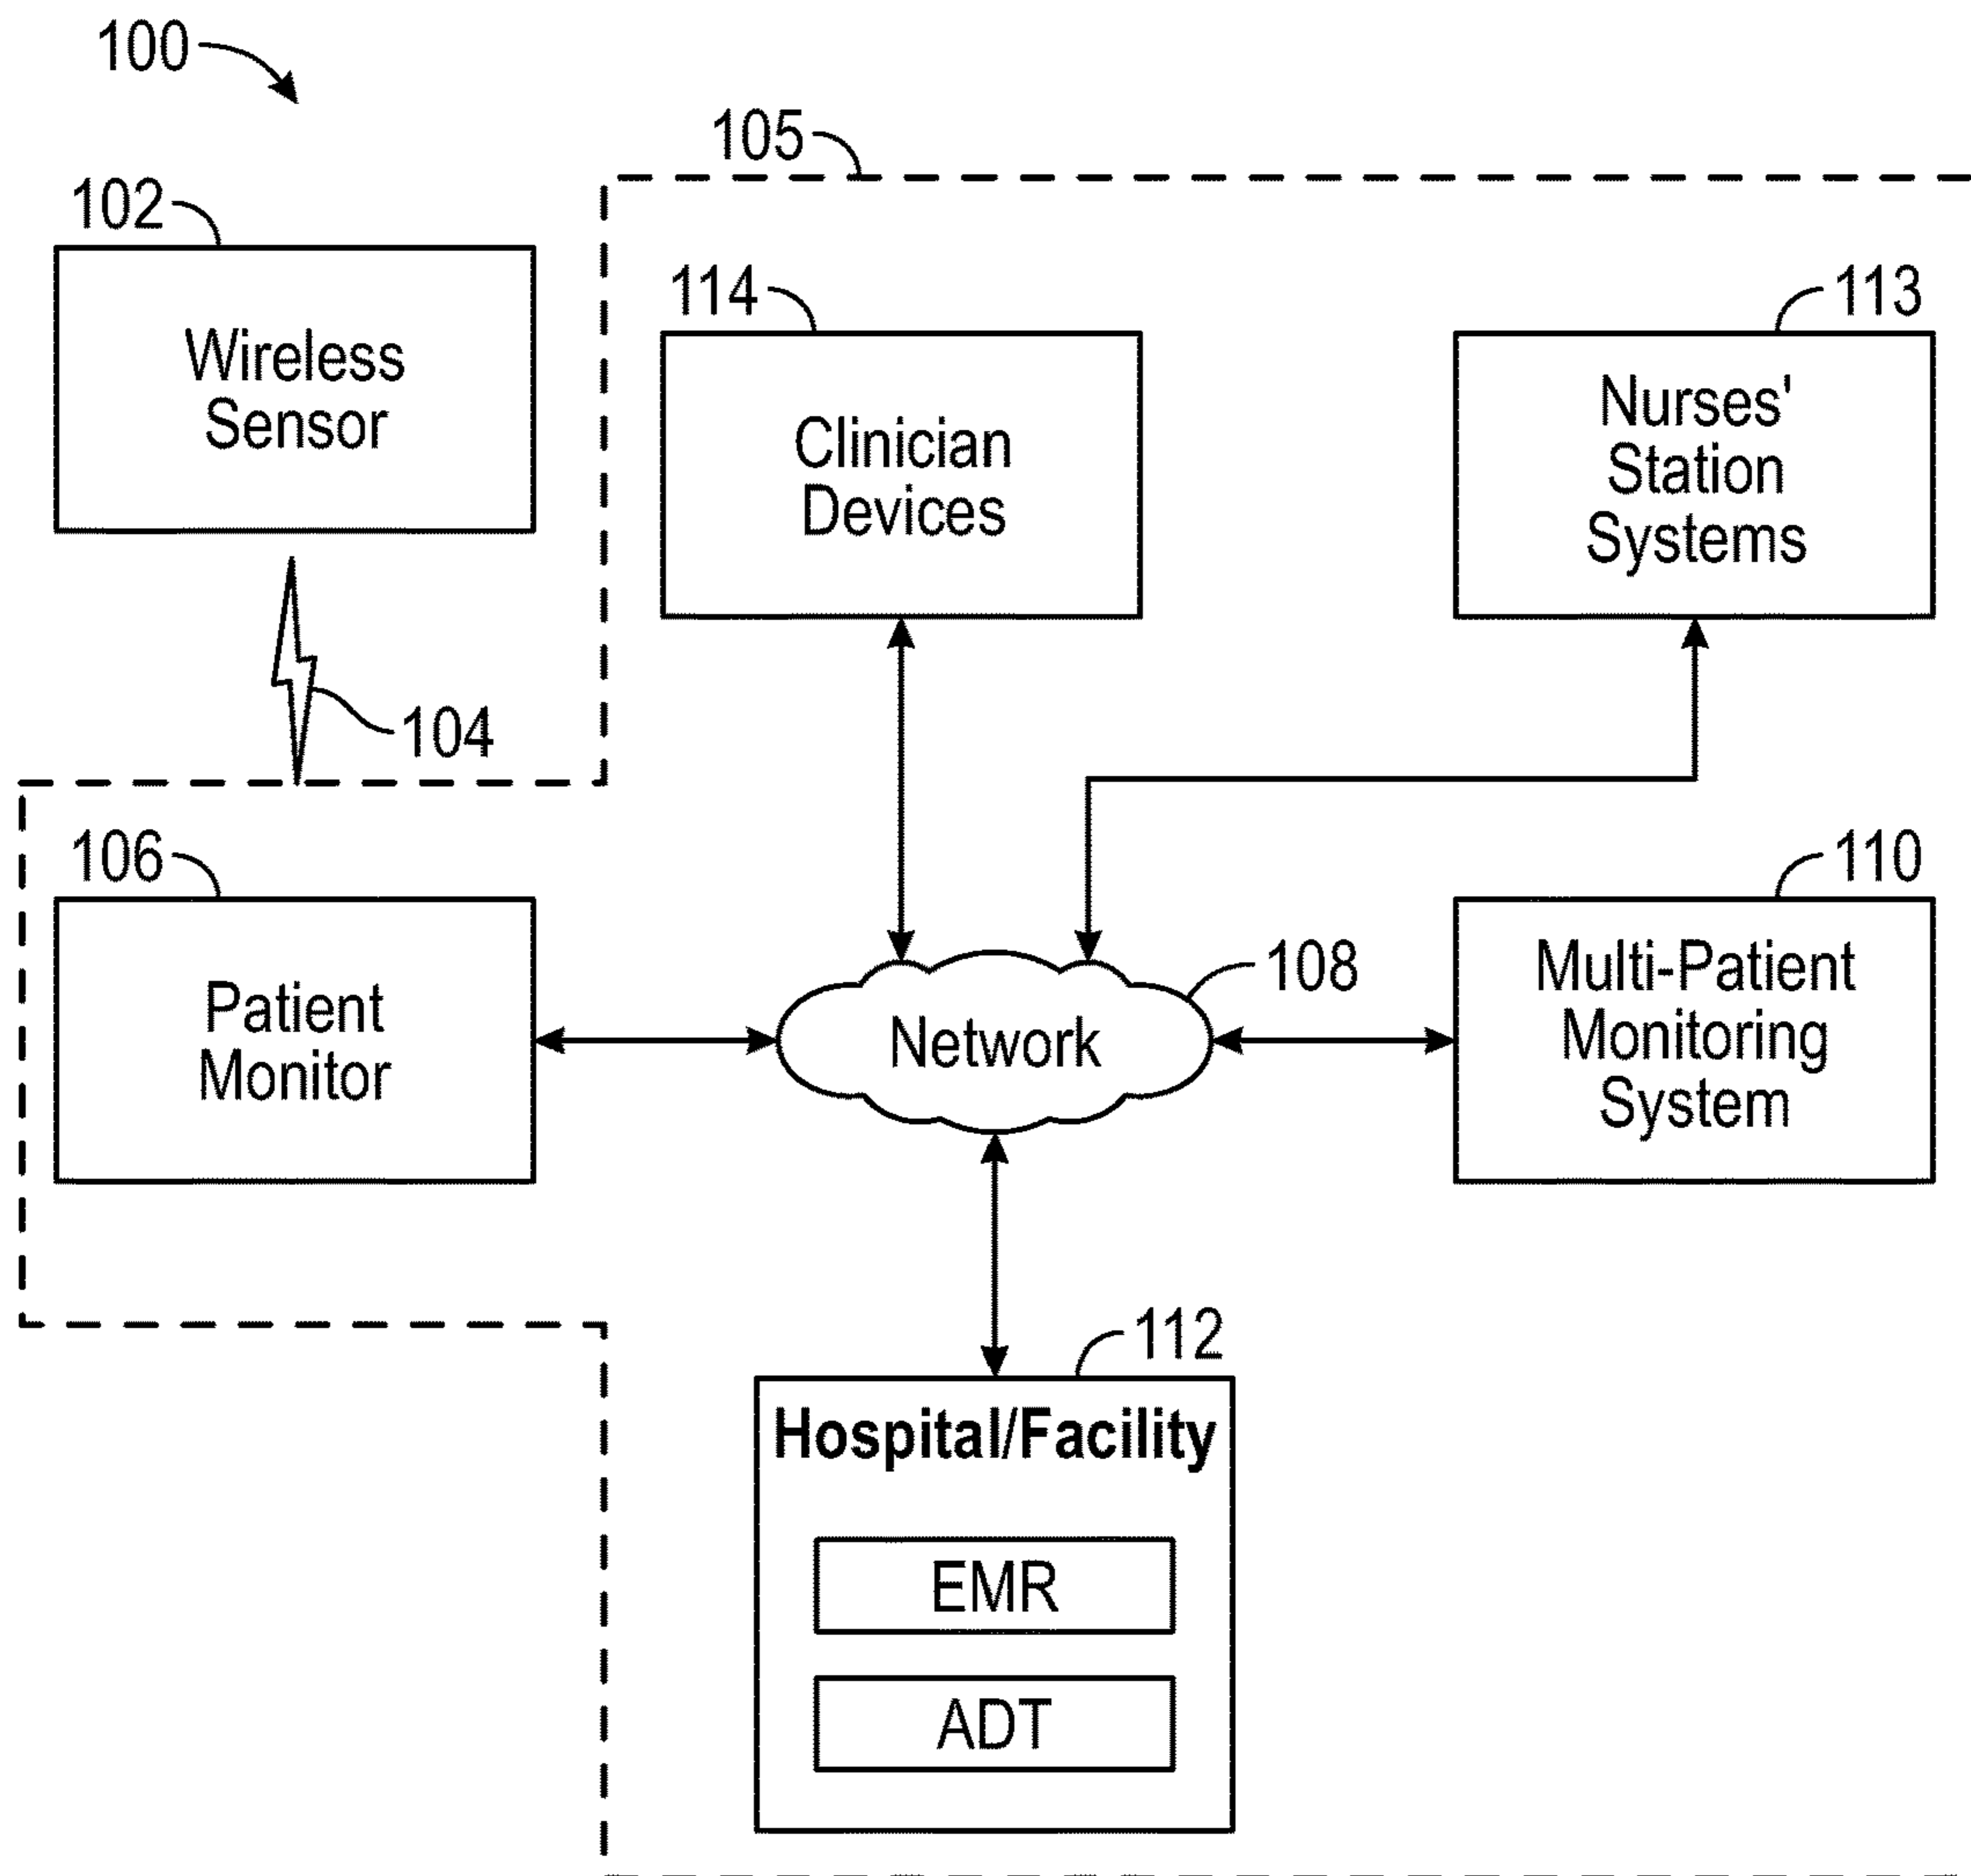 100
105
102
Wireless
Sensor
114
Clinician
Devices
113
Nurses'
Station
Systems
104
106
Patient
Monitor
108
Network
110
Multi-Patient
Monitoring
System
112
Hospital/Facility
EMR
ADT